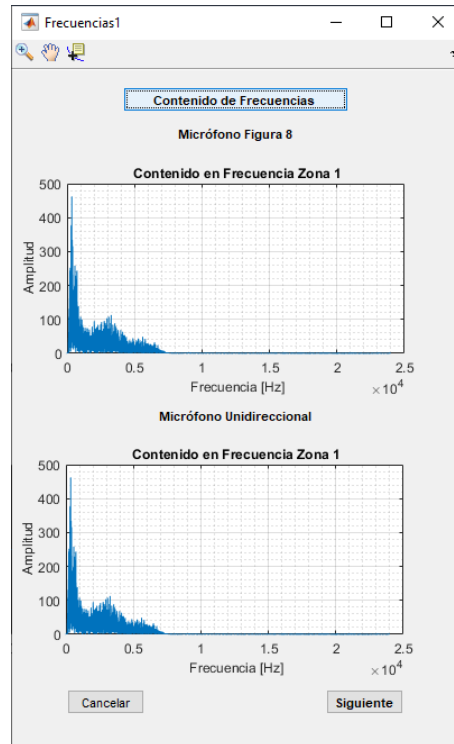 Frecuencias1
Contenido de Frecuencias
Micrófono Figura 8
Contenido en Frecuencia Zona 1
500
400
300
200
100
0
Amplitud
0 0.5 1 1.5 2 2.5
Frecuencia [Hz]
×10⁴
Micrófono Unidireccional
Contenido en Frecuencia Zona 1
500
400
300
200
100
0
Amplitud
0 0.5 1 1.5 2 2.5
Frecuencia [Hz]
×10⁴
Cancelar Siguiente